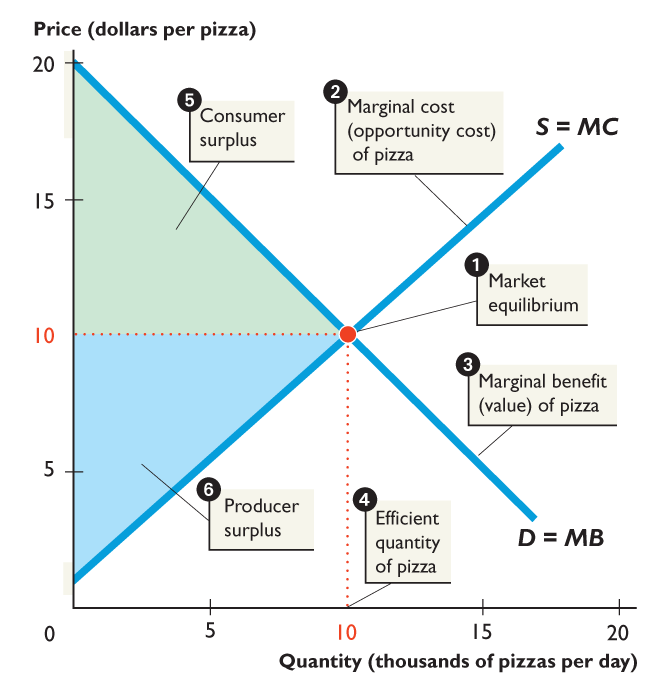 Price (dollars per pizza)
20
15
10
5
0
5
10
15
20
Quantity (thousands of pizzas per day)
5
Consumer
surplus
2
Marginal cost
(opportunity cost)
of pizza
S = MC
1
Market
equilibrium
3
Marginal benefit
(value) of pizza
6
Producer
surplus
4
Efficient
quantity
of pizza
D = MB